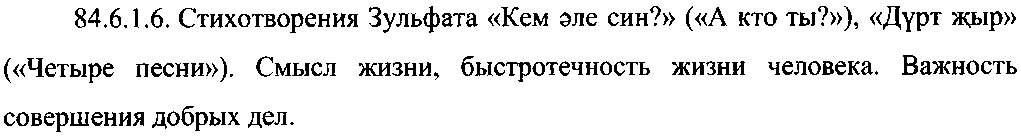 84.6.1.6. Стихотворения Зульфата «Кем әле син?» («А кто ты?»), «Дүрт җыр»
(«Четыре песни»). Смысл жизни, быстротечность жизни человека. Важность
совершения добрых дел.